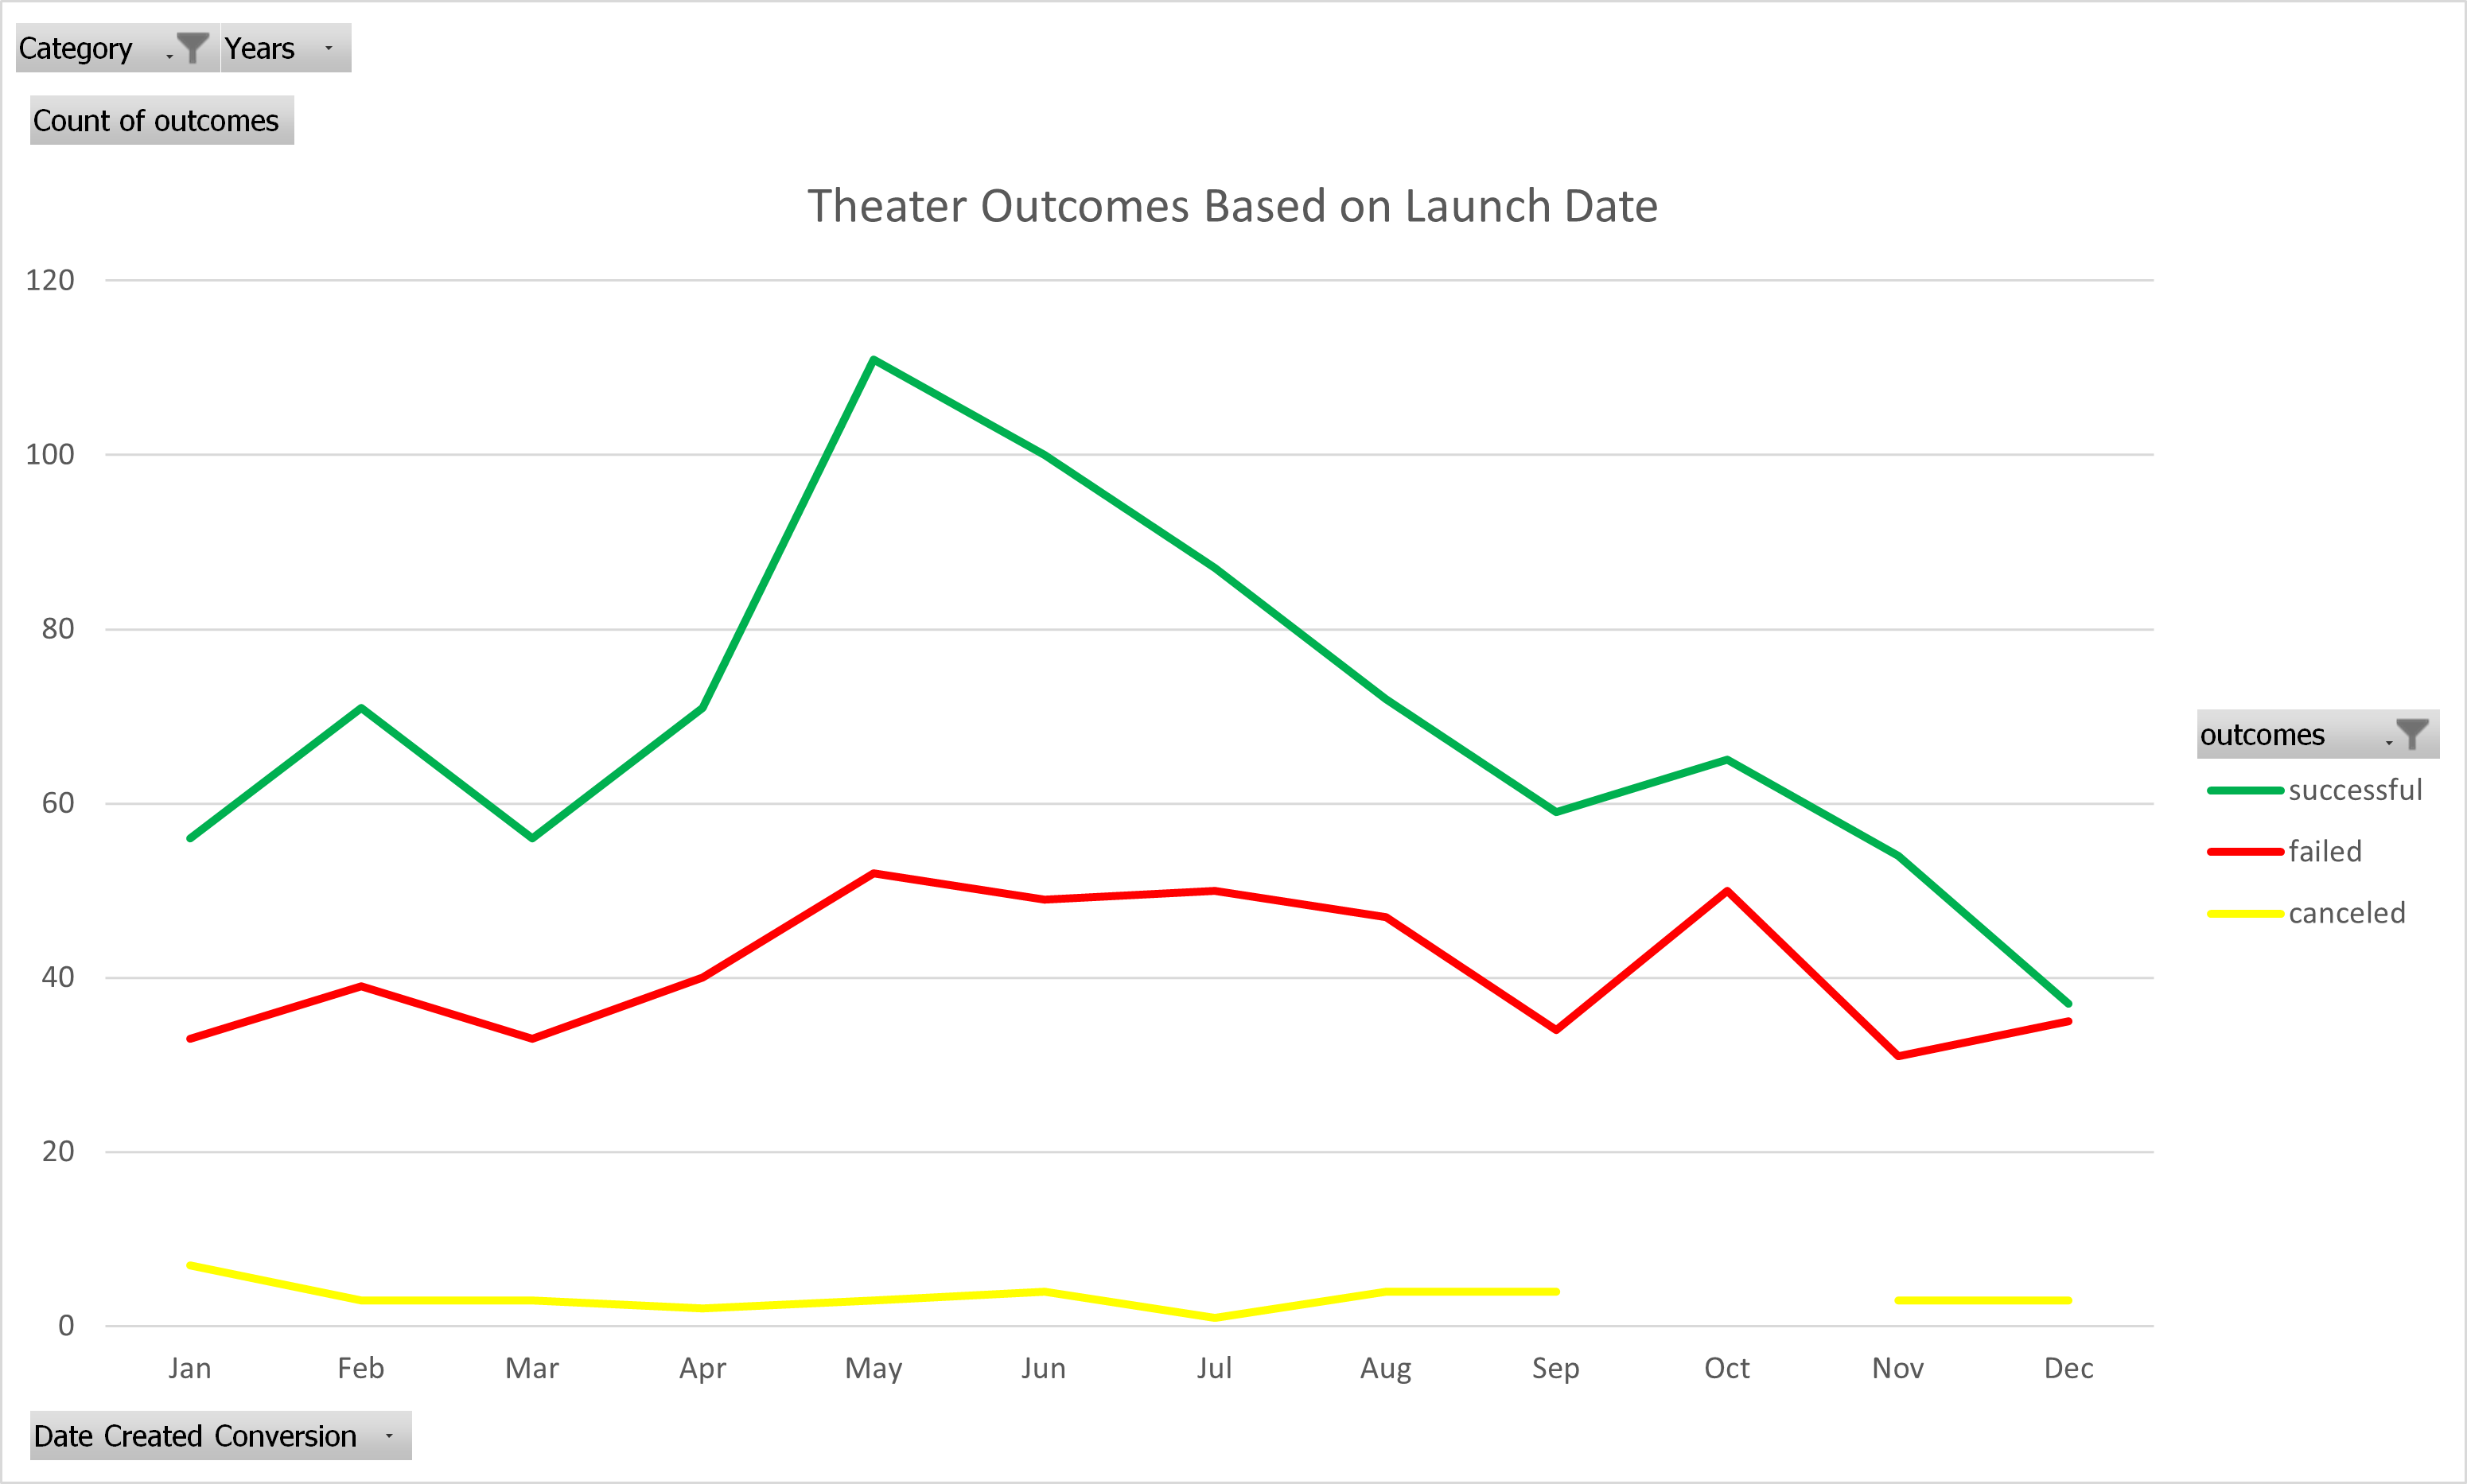 Category Years
Count of outcomes
Theater Outcomes Based on Launch Date
120
100
80
60
40
20
0
Jan Feb Mar Apr May Jun Jul Aug Sep Oct Nov Dec
outcomes
successful
failed
canceled
Date Created Conversion